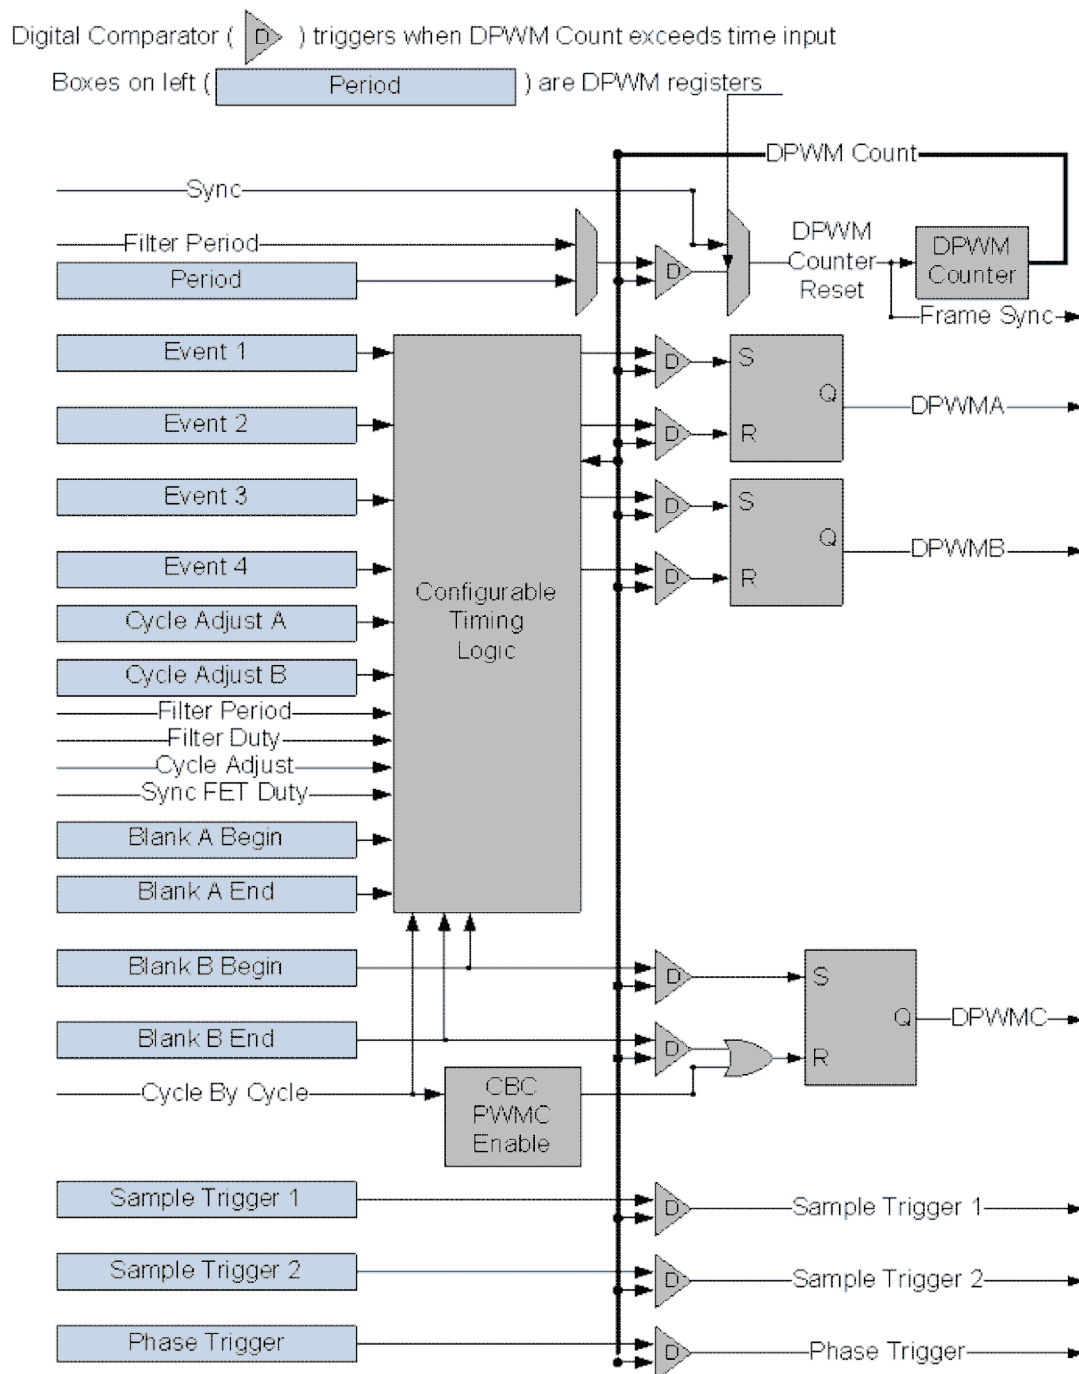 Digital Comparator ( D ) triggers when DPWM Count exceeds time input
Boxes on left ( Period ) are DPWM registers
DPWM Count
Sync
Filter Period
Period
D
DPWM
Counter
Reset
DPWM
Counter
Frame Sync
Event 1
Event 2
Event 3
Event 4
Cycle Adjust A
Cycle Adjust B
Filter Period
Filter Duty
Cycle Adjust
Sync FET Duty
Blank A Begin
Blank A End
Configurable
Timing
Logic
D
S
Q
DPWMA
D
R
D
S
Q
DPWMB
D
R
Blank B Begin
D
S
Q
DPWMC
Blank B End
D
R
Cycle By Cycle
CBC
PWMC
Enable
Sample Trigger 1
D
Sample Trigger 1
Sample Trigger 2
D
Sample Trigger 2
Phase Trigger
D
Phase Trigger